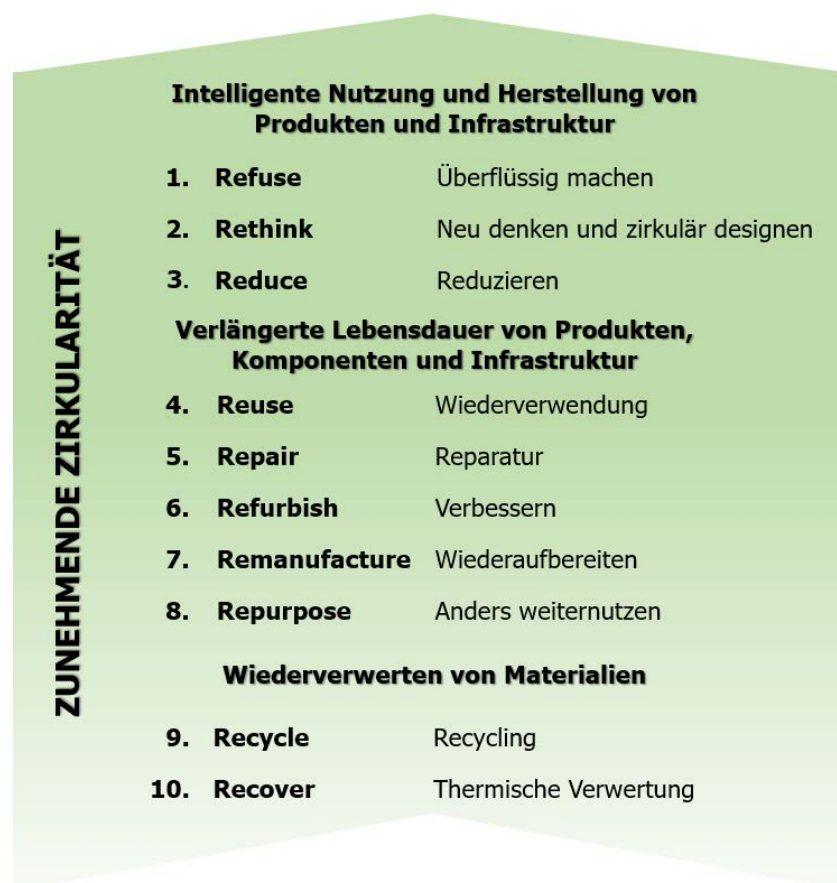 Intelligente Nutzung und Herstellung von
Produkten und Infrastruktur
1. Refuse Überflüssig machen
2. Rethink Neu denken und zirkulär designen
3. Reduce Reduzieren
Verlängerte Lebensdauer von Produkten,
Komponenten und Infrastruktur
4. Reuse Wiederverwendung
5. Repair Reparatur
6. Refurbish Verbessern
7. Remanufacture Wiederaufbereiten
8. Repurpose Anders weiternutzen
Wiederverwerten von Materialien
9. Recycle Recycling
10. Recover Thermische Verwertung
ZUNEHMENDE ZIRKULARITÄT